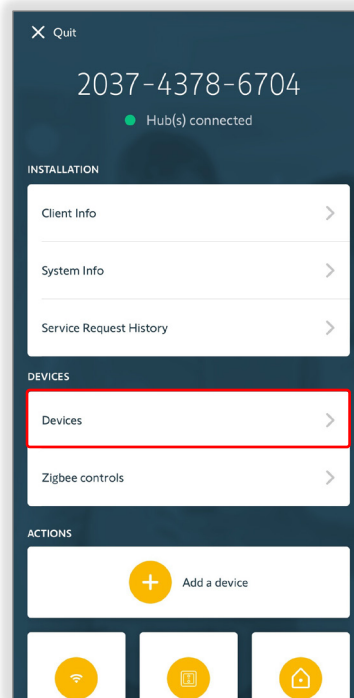 Quit
2037-4378-6704
Hub(s) connected
INSTALLATION
Client Info
System Info
Service Request History
DEVICES
Devices
Zigbee controls
ACTIONS
Add a device